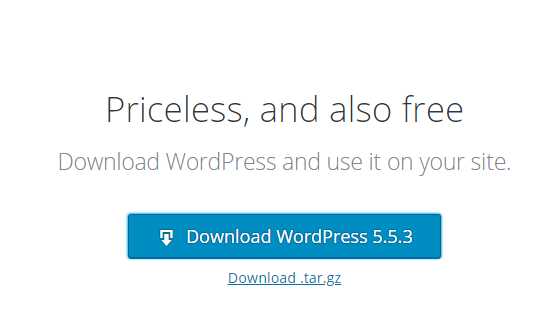 Priceless, and also free
Download WordPress and use it on your site.
Download WordPress 5.5.3
Download .tar.gz